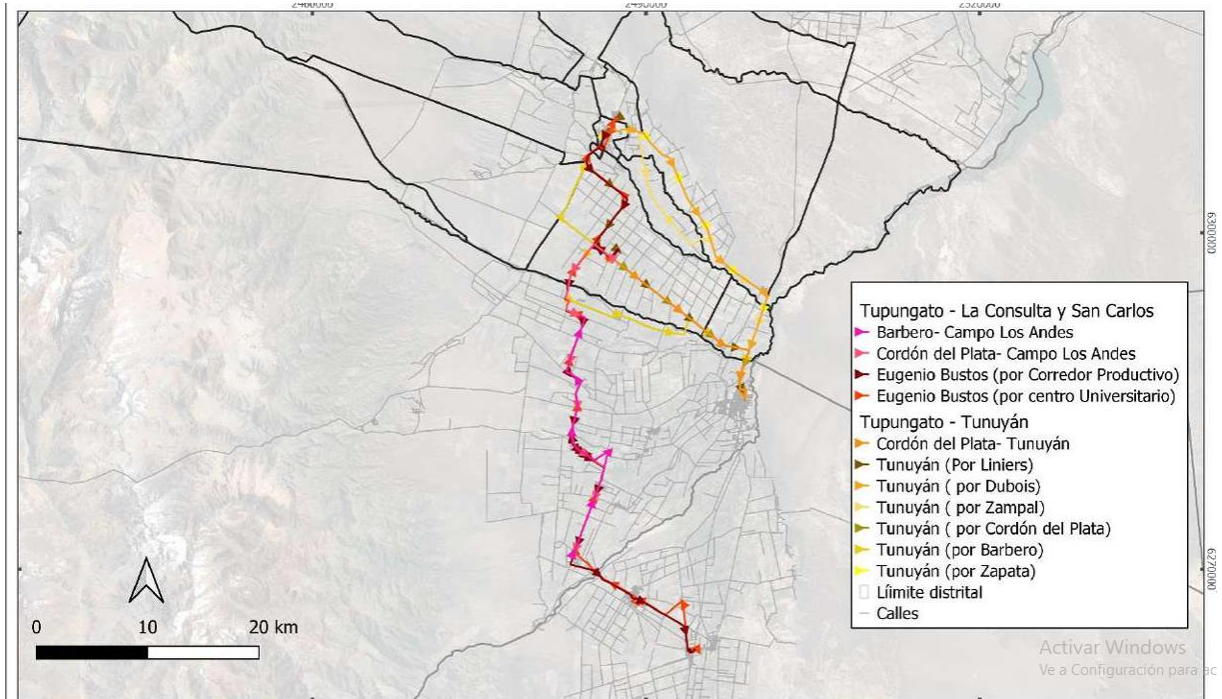 2460000
2490000
2520000
6300000
Tupungato - La Consulta y San Carlos
Barbero- Campo Los Andes
Cordón del Plata- Campo Los Andes
Eugenio Bustos (por Corredor Productivo)
Eugenio Bustos (por centro Universitario)
Tupungato - Tunuyán
Cordón del Plata- Tunuyán
Tunuyán (Por Liniers)
Tunuyán ( por Dubois)
Tunuyán ( por Zampal)
Tunuyán ( por Cordón del Plata)
Tunuyán (por Barbero)
Tunuyán (por Zapata)
Líimite distrital
Calles
6270000
0 10 20 km
Activar Windows
Ve a Configuración para ac